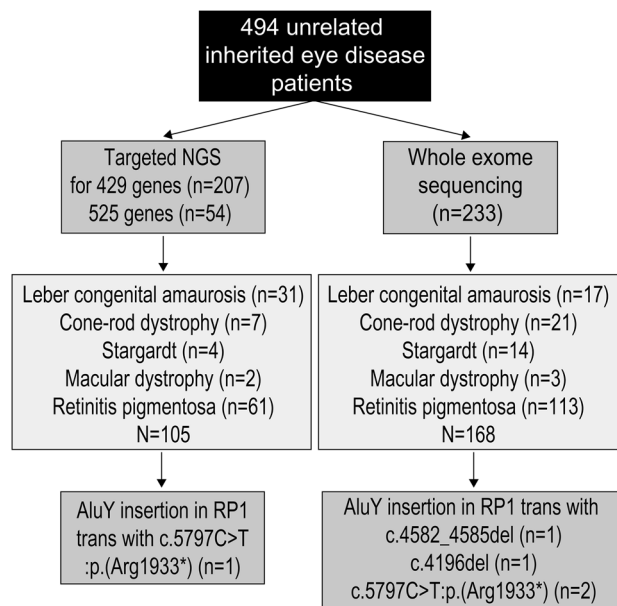 494 unrelated
inherited eye disease
patients
Targeted NGS
for 429 genes (n=207)
525 genes (n=54)
Whole exome
sequencing
(n=233)
Leber congenital amaurosis (n=31)
Cone-rod dystrophy (n=7)
Stargardt (n=4)
Macular dystrophy (n=2)
Retinitis pigmentosa (n=61)
N=105
Leber congenital amaurosis (n=17)
Cone-rod dystrophy (n=21)
Stargardt (n=14)
Macular dystrophy (n=3)
Retinitis pigmentosa (n=113)
N=168
AluY insertion in RP1
trans with c.5797C>T
:p.(Arg1933*) (n=1)
AluY insertion in RP1 trans with
c.4582_4585del (n=1)
c.4196del (n=1)
c.5797C>T:p.(Arg1933*) (n=2)